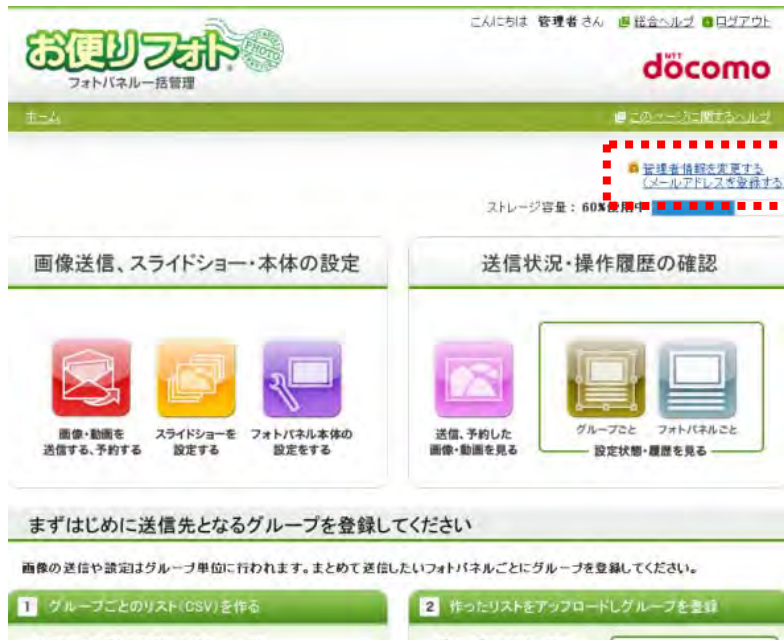 こんにちは 管理者 さん 総合ヘルプ ログアウト
お便りフォト
PHOTO
フォトパネル一括管理
NTT
docomo
ホーム
このページに関するヘルプ
管理者情報を変更する
(メールアドレスを登録する
ストレージ容量： 60%使用中
画像送信、スライドショー・本体の設定
送信状況・操作履歴の確認
画像・動画を
送信する、予約する
スライドショーを
設定する
フォトパネル本体の
設定をする
送信、予約した
画像・動画を見る
グループごと
フォトパネルごと
設定状態・履歴を見る
まずはじめに送信先となるグループを登録してください
画像の送信や設定はグループ単位に行われます。まとめて送信したいフォトパネルごとにグループを登録してください。
1 グループごとのリスト(CSV)を作る
2 作ったリストをアップロードしグループを登録